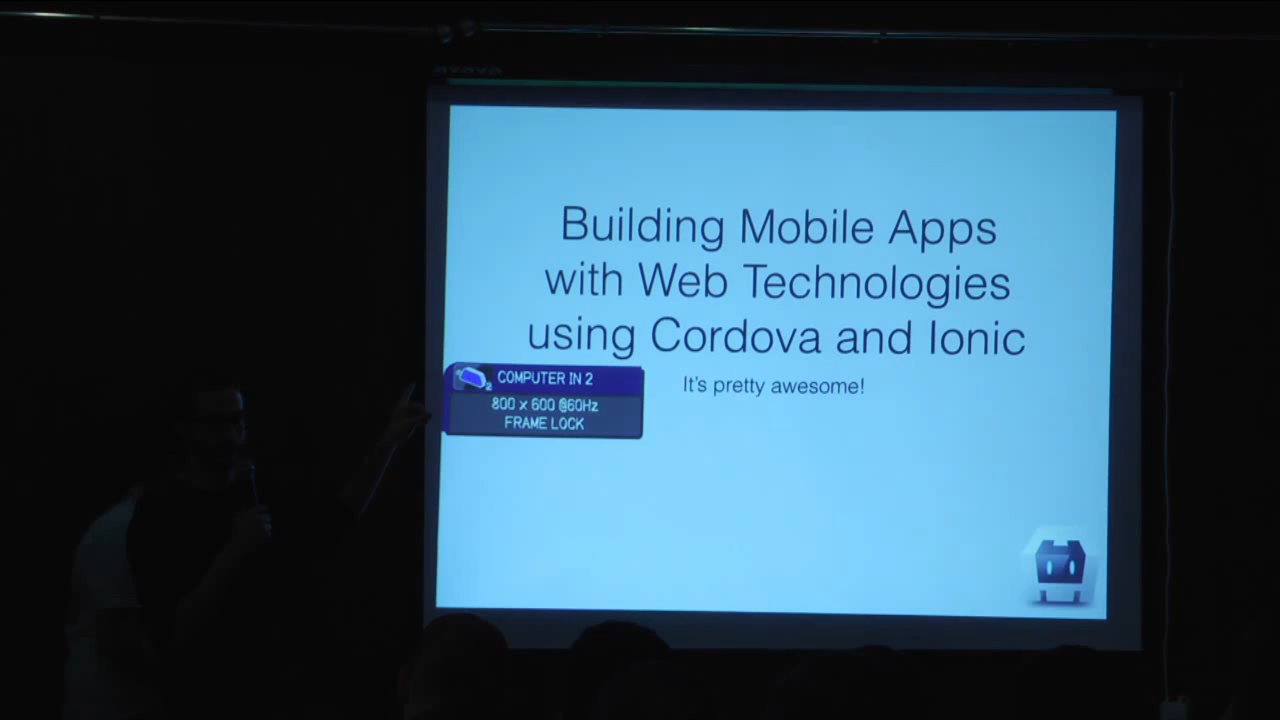 Building Mobile Apps
with Web Technologies
using Cordova and Ionic
It's pretty awesome!
COMPUTER IN 2
800 x 600 @60Hz
FRAME LOCK